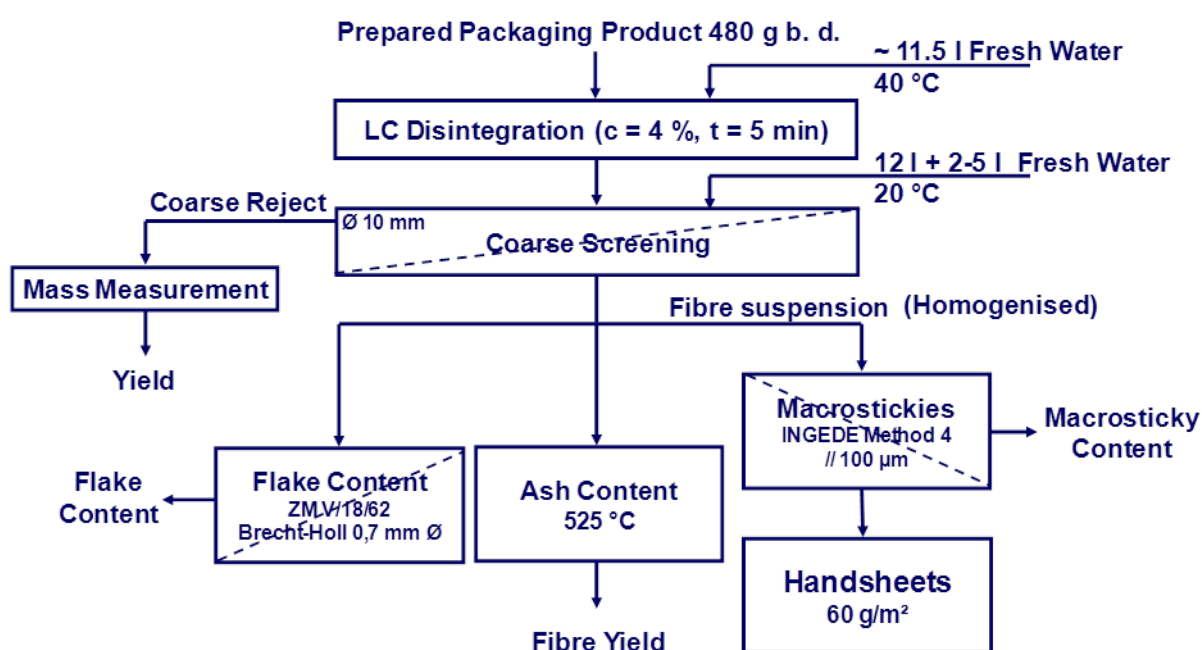 Prepared Packaging Product 480 g b. d.
~ 11.5 l Fresh Water
40 °C
LC Disintegration (c = 4 %, t = 5 min)
12 l + 2-5 l Fresh Water
20 °C
Coarse Reject
Ø 10 mm
Coarse Screening
Mass Measurement
Fibre suspension (Homogenised)
Yield
Macrostickies
INGEDE Method 4
// 100 µm
Macrosticky
Content
Flake
Content
Flake Content
ZM V/18/62
Brecht-Holl 0,7 mm Ø
Ash Content
525 °C
Handsheets
60 g/m²
Fibre Yield